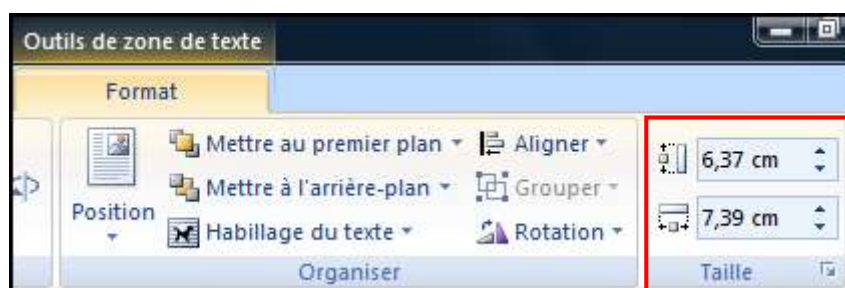 Outils de zone de texte
Format
Mettre au premier plan
Aligner
6,37 cm
Mettre à l'arrière-plan
Grouper
Position
7,39 cm
Habillage du texte
Rotation
Organiser
Taille